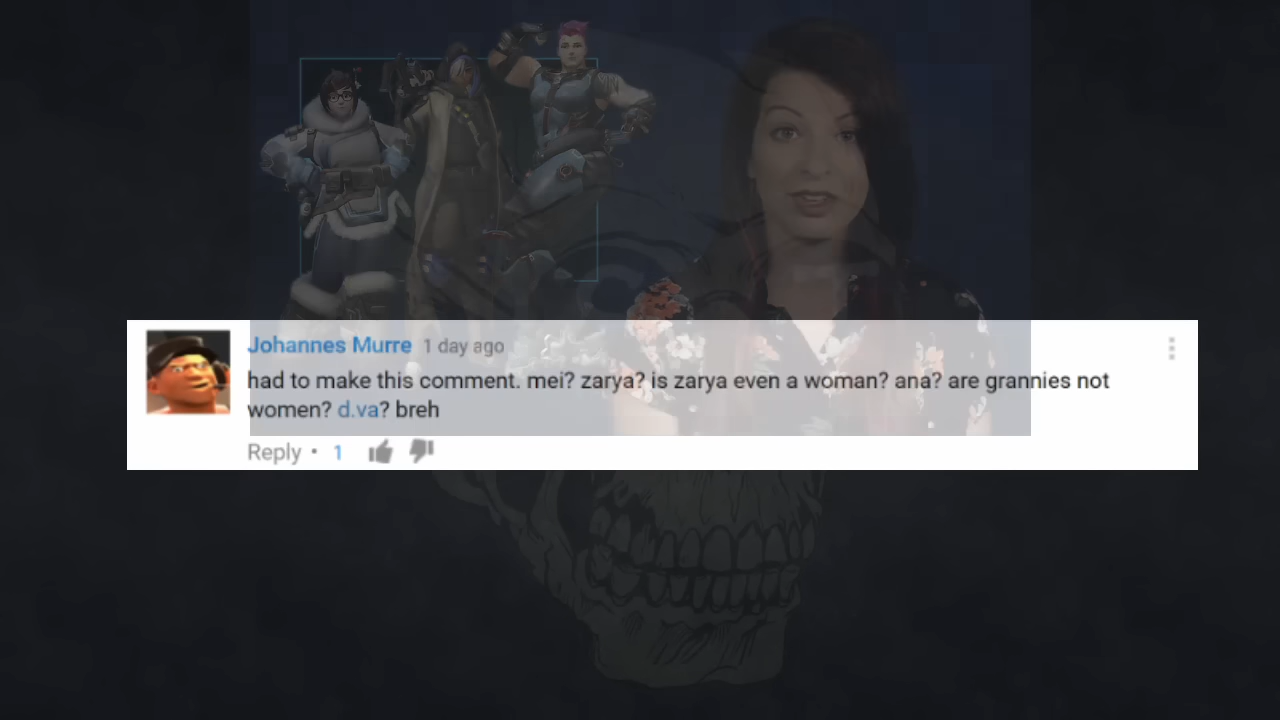 Johannes Murre 1 day ago
had to make this comment. mei? zarya? is zarya even a woman? ana? are grannies not
women? d.va? breh
Reply • 1